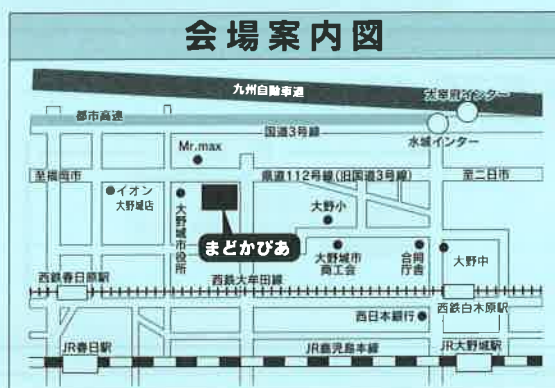 会場案内図
九州自動車道
太宰府インター
都市高速
国道3号線
水城インター
Mr.max
至福岡市
県道112号線(旧国道3号線)
至二日市
イオン
大野城店
大野城市役所
まどかぴあ
大野小
大野城市
商工会
合同
庁舎
大野中
西鉄春日原駅
西鉄大牟田線
西鉄白木原駅
西日本銀行
JR春日駅
JR鹿児島本線
JR大野城駅